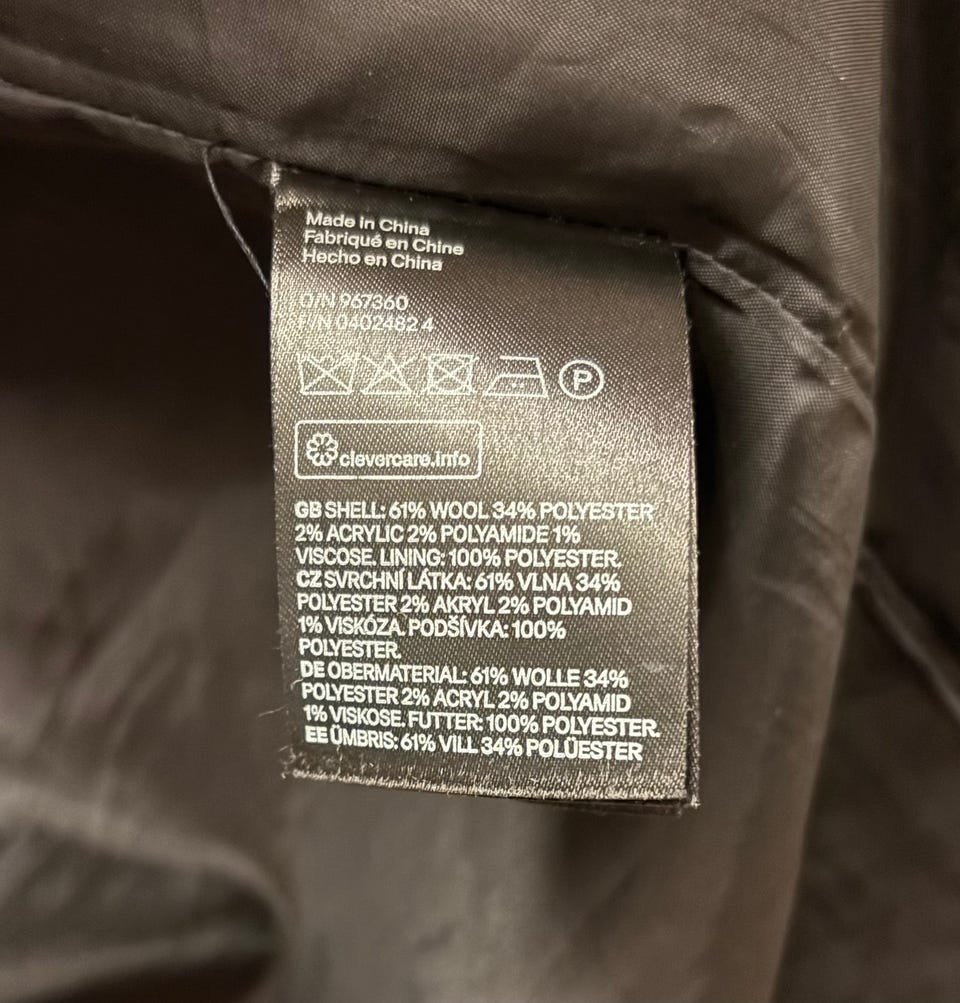 Made in China
Fabriqué en Chine
Hecho en China
O/N 967360
P/N 0402482 4
P
clevercare.info
GB SHELL: 61% WOOL 34% POLYESTER
2% ACRYLIC 2% POLYAMIDE 1%
VISCOSE. LINING: 100% POLYESTER.
CZ SVRCHNÍ LÁTKA: 61% VLNA 34%
POLYESTER 2% AKRYL 2% POLYAMID
1% VISKÓZA. PODŠÍVKA: 100%
POLYESTER.
DE OBERMATERIAL: 61% WOLLE 34%
POLYESTER 2% ACRYL 2% POLYAMID
1% VISKOSE. FUTTER: 100% POLYESTER.
EE ÜMBRIS: 61% VILL 34% POLÜESTER